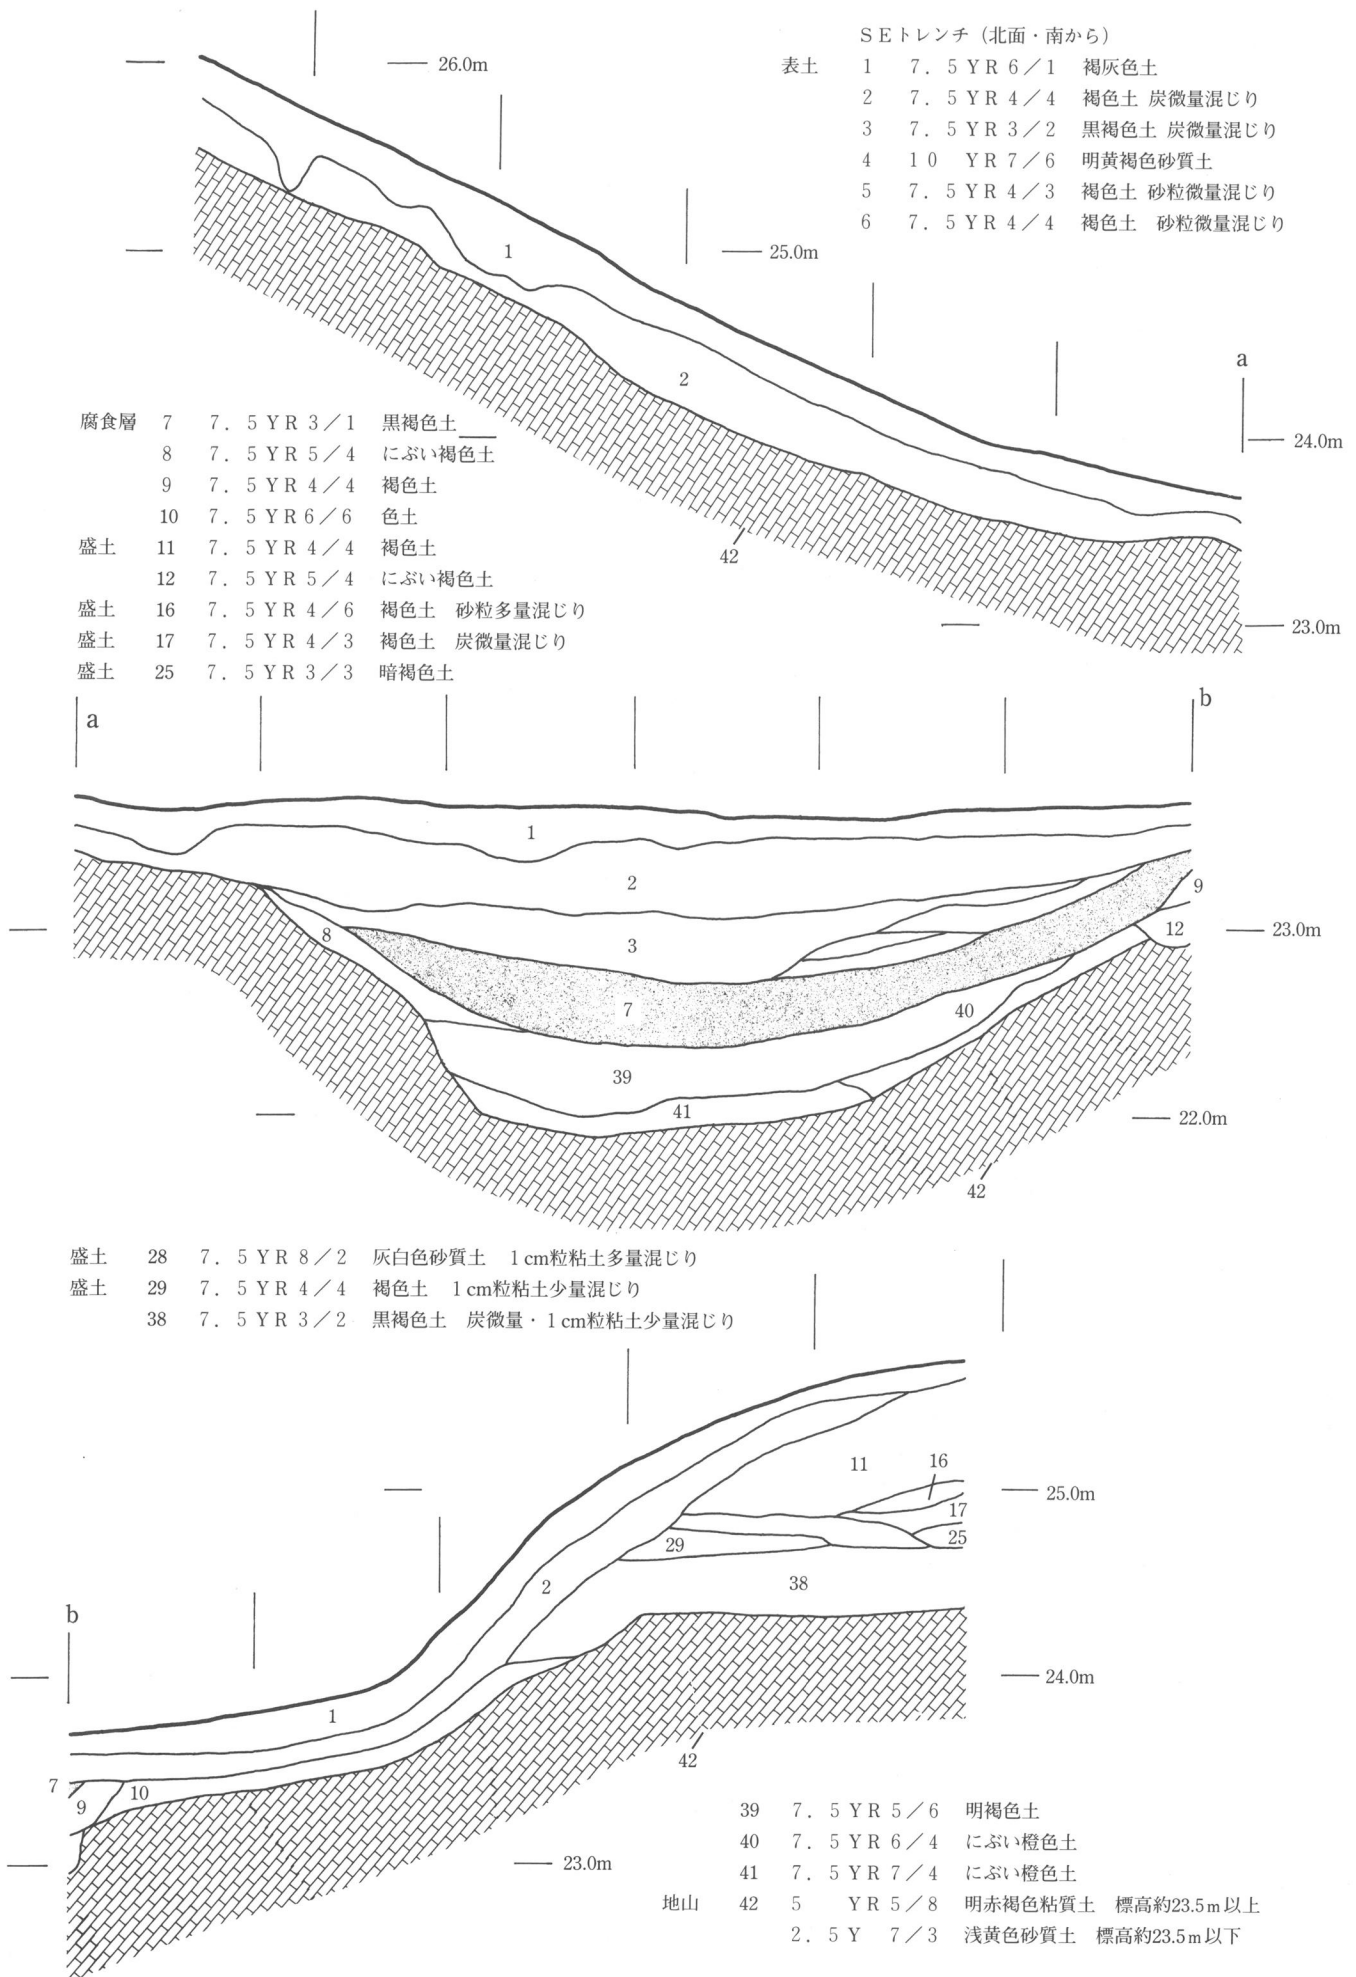 SEトレンチ（北面・南から）
表土 1 7．5YR6／1 褐灰色土
2 7．5YR4／4 褐色土 炭微量混じり
3 7．5YR3／2 黒褐色土 炭微量混じり
4 10 YR7／6 明黄褐色砂質土
5 7．5YR4／3 褐色土 砂粒微量混じり
6 7．5YR4／4 褐色土 砂粒微量混じり
26.0m
25.0m
1
2
a
24.0m
42
23.0m
腐食層 7 7．5YR3／1 黒褐色土
8 7．5YR5／4 にぶい褐色土
9 7．5YR4／4 褐色土
10 7．5YR6／6 色土
盛土 11 7．5YR4／4 褐色土
12 7．5YR5／4 にぶい褐色土
盛土 16 7．5YR4／6 褐色土 砂粒多量混じり
盛土 17 7．5YR4／3 褐色土 炭微量混じり
盛土 25 7．5YR3／3 暗褐色土
a
b
1
2
9
8
3
12
23.0m
7
40
39
41
22.0m
42
盛土 28 7．5YR8／2 灰白色砂質土 1cm粒粘土多量混じり
盛土 29 7．5YR4／4 褐色土 1cm粒粘土少量混じり
38 7．5YR3／2 黒褐色土 炭微量・1cm粒粘土少量混じり
11
16
25.0m
17
25
29
38
2
b
24.0m
1
42
7
9
10
23.0m
39 7．5YR5／6 明褐色土
40 7．5YR6／4 にぶい橙色土
41 7．5YR7／4 にぶい橙色土
地山 42 5 YR5／8 明赤褐色粘質土 標高約23.5m以上
2．5Y 7／3 浅黄色砂質土 標高約23.5m以下